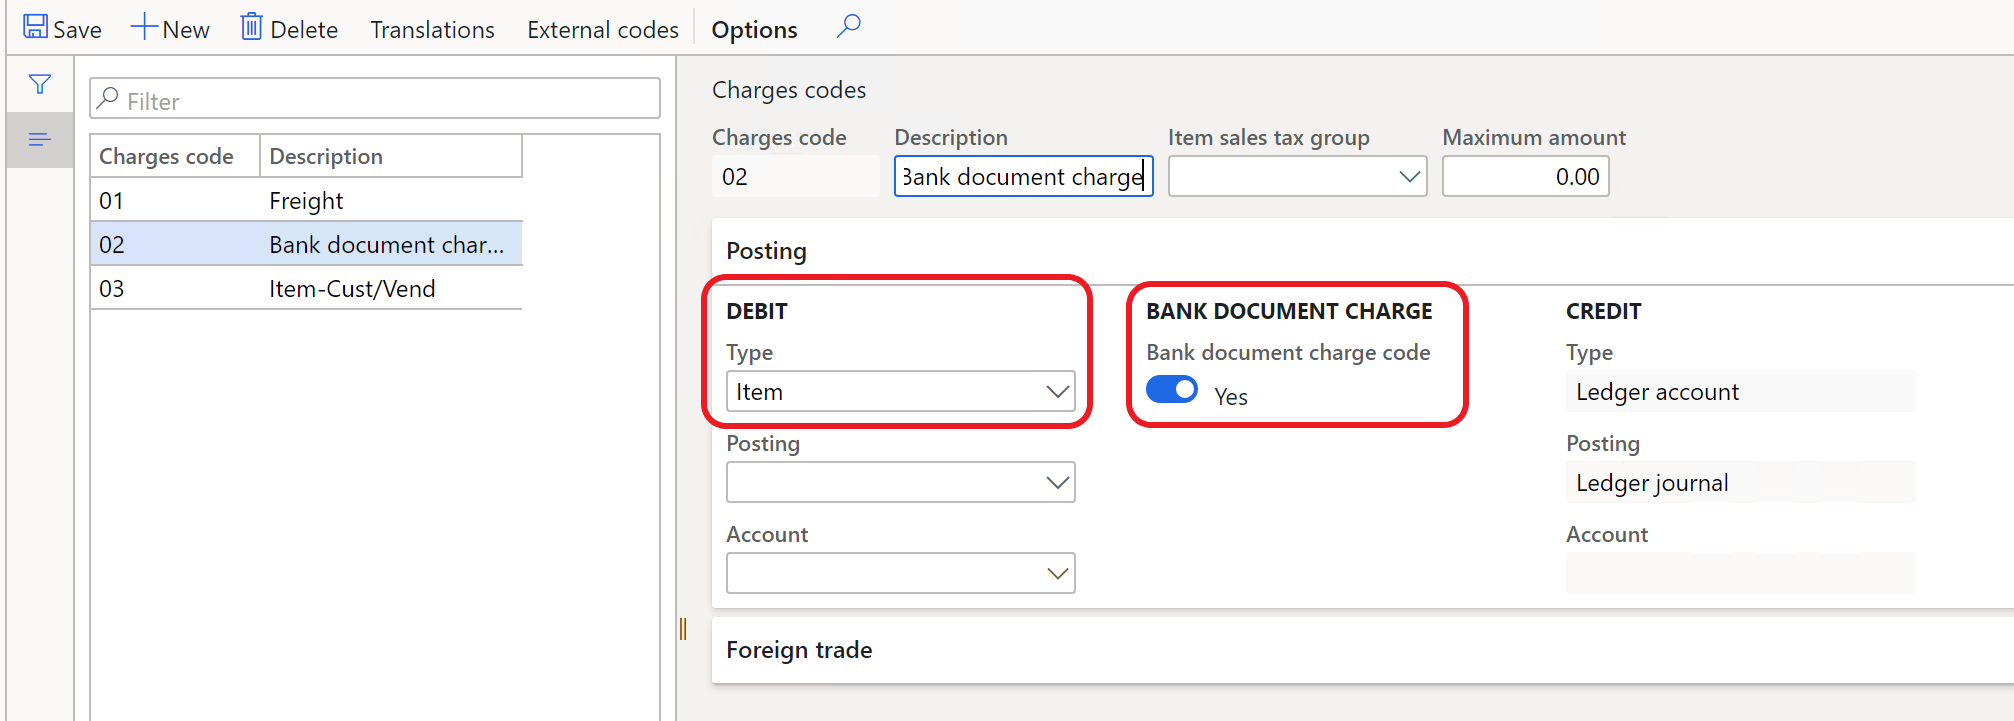 Save New Delete Translations External codes Options
Filter
Charges code Description
01 Freight
02 Bank document char...
03 Item-Cust/Vend
Charges codes
Charges code Description Item sales tax group Maximum amount
02 Bank document charge 0.00
Posting
DEBIT BANK DOCUMENT CHARGE CREDIT
Type Bank document charge code Type
Item Yes Ledger account
Posting Posting
Ledger journal
Account Account
Foreign trade